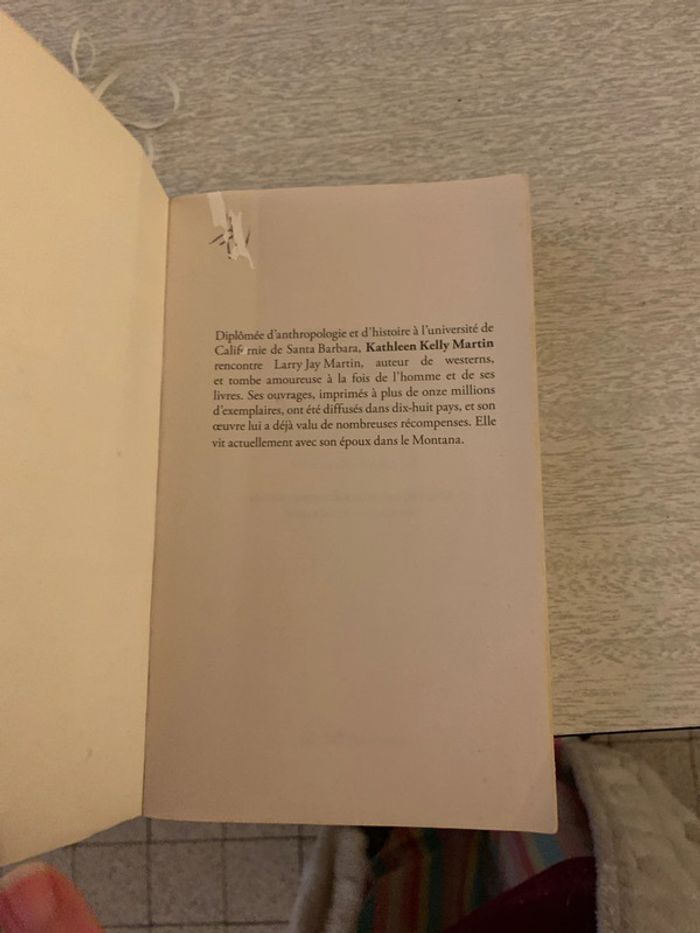 Diplômée d'anthropologie et d'histoire à l'université de
Californie de Santa Barbara, Kathleen Kelly Martin
rencontre Larry Jay Martin, auteur de westerns,
et tombe amoureuse à la fois de l'homme et de ses
livres. Ses ouvrages, imprimés à plus de onze millions
d'exemplaires, ont été diffusés dans dix-huit pays, et son
œuvre lui a déjà valu de nombreuses récompenses. Elle
vit actuellement avec son époux dans le Montana.